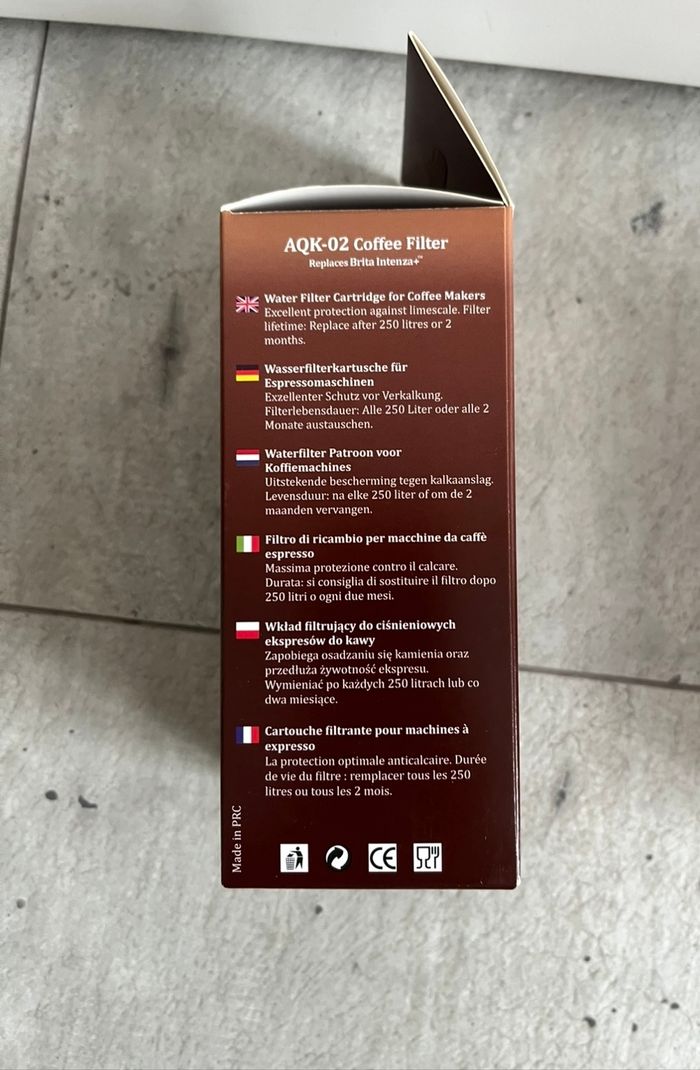 AQK-02 Coffee Filter
Replaces Brita Intenza+™
Water Filter Cartridge for Coffee Makers
Excellent protection against limescale. Filter
lifetime: Replace after 250 litres or 2
months.
Wasserfilterkartusche für
Espressomaschinen
Exzellenter Schutz vor Verkalkung.
Filterlebensdauer: Alle 250 Liter oder alle 2
Monate austauschen.
Waterfilter Patroon voor
Koffiemachines
Uitstekende bescherming tegen kalkaanslag.
Levensduur: na elke 250 liter of om de 2
maanden vervangen.
Filtro di ricambio per macchine da caffè
espresso
Massima protezione contro il calcare.
Durata: si consiglia di sostituire il filtro dopo
250 litri o ogni due mesi.
Wkład filtrujący do ciśnieniowych
ekspresów do kawy
Zapobiega osadzaniu się kamienia oraz
przedłuża żywotność ekspresu.
Wymieniać po każdych 250 litrach lub co
dwa miesiące.
Cartouche filtrante pour machines à
expresso
La protection optimale anticalcaire. Durée
de vie du filtre : remplacer tous les 250
litres ou tous les 2 mois.
Made in PRC
CE